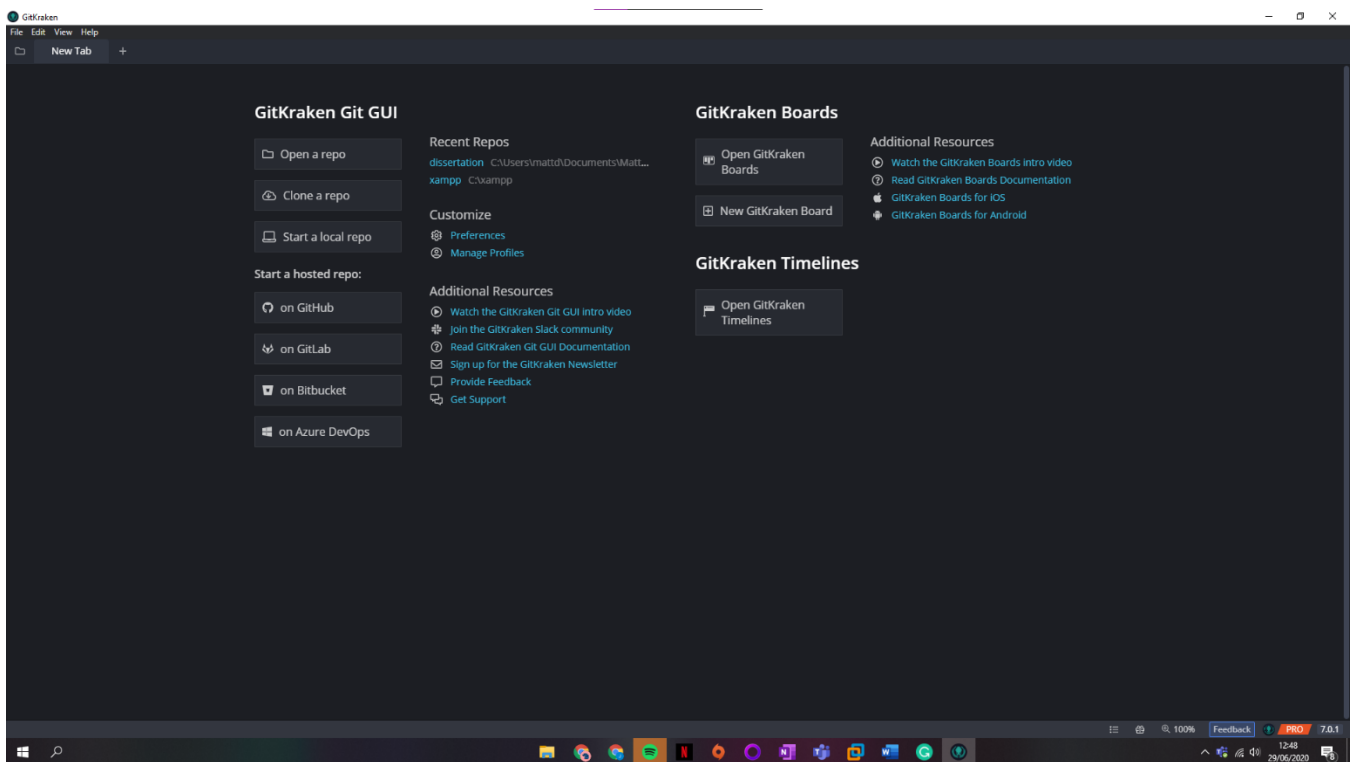 GitKraken
File Edit View Help
New Tab +
GitKraken Git GUI
Open a repo
Clone a repo
Start a local repo
Start a hosted repo:
on GitHub
on GitLab
on Bitbucket
on Azure DevOps
Recent Repos
dissertation C:\Users\mattd\Documents\Matt...
xampp C:\xampp
Customize
Preferences
Manage Profiles
Additional Resources
Watch the GitKraken Git GUI intro video
Join the GitKraken Slack community
Read GitKraken Git GUI Documentation
Sign up for the GitKraken Newsletter
Provide Feedback
Get Support
GitKraken Boards
Open GitKraken
Boards
New GitKraken Board
Additional Resources
Watch the GitKraken Boards intro video
Read GitKraken Boards Documentation
GitKraken Boards for iOS
GitKraken Boards for Android
GitKraken Timelines
Open GitKraken
Timelines
100% Feedback PRO 7.0.1
12:48
29/06/2020